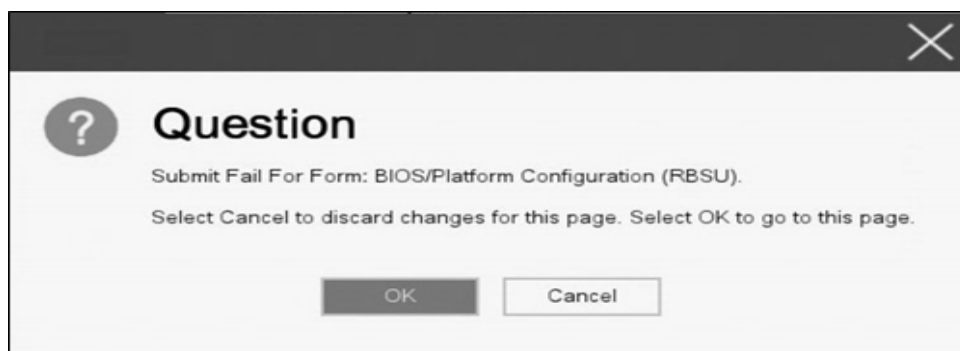 ?
Question
Submit Fail For Form: BIOS/Platform Configuration (RBSU).
Select Cancel to discard changes for this page. Select OK to go to this page.
OK
Cancel